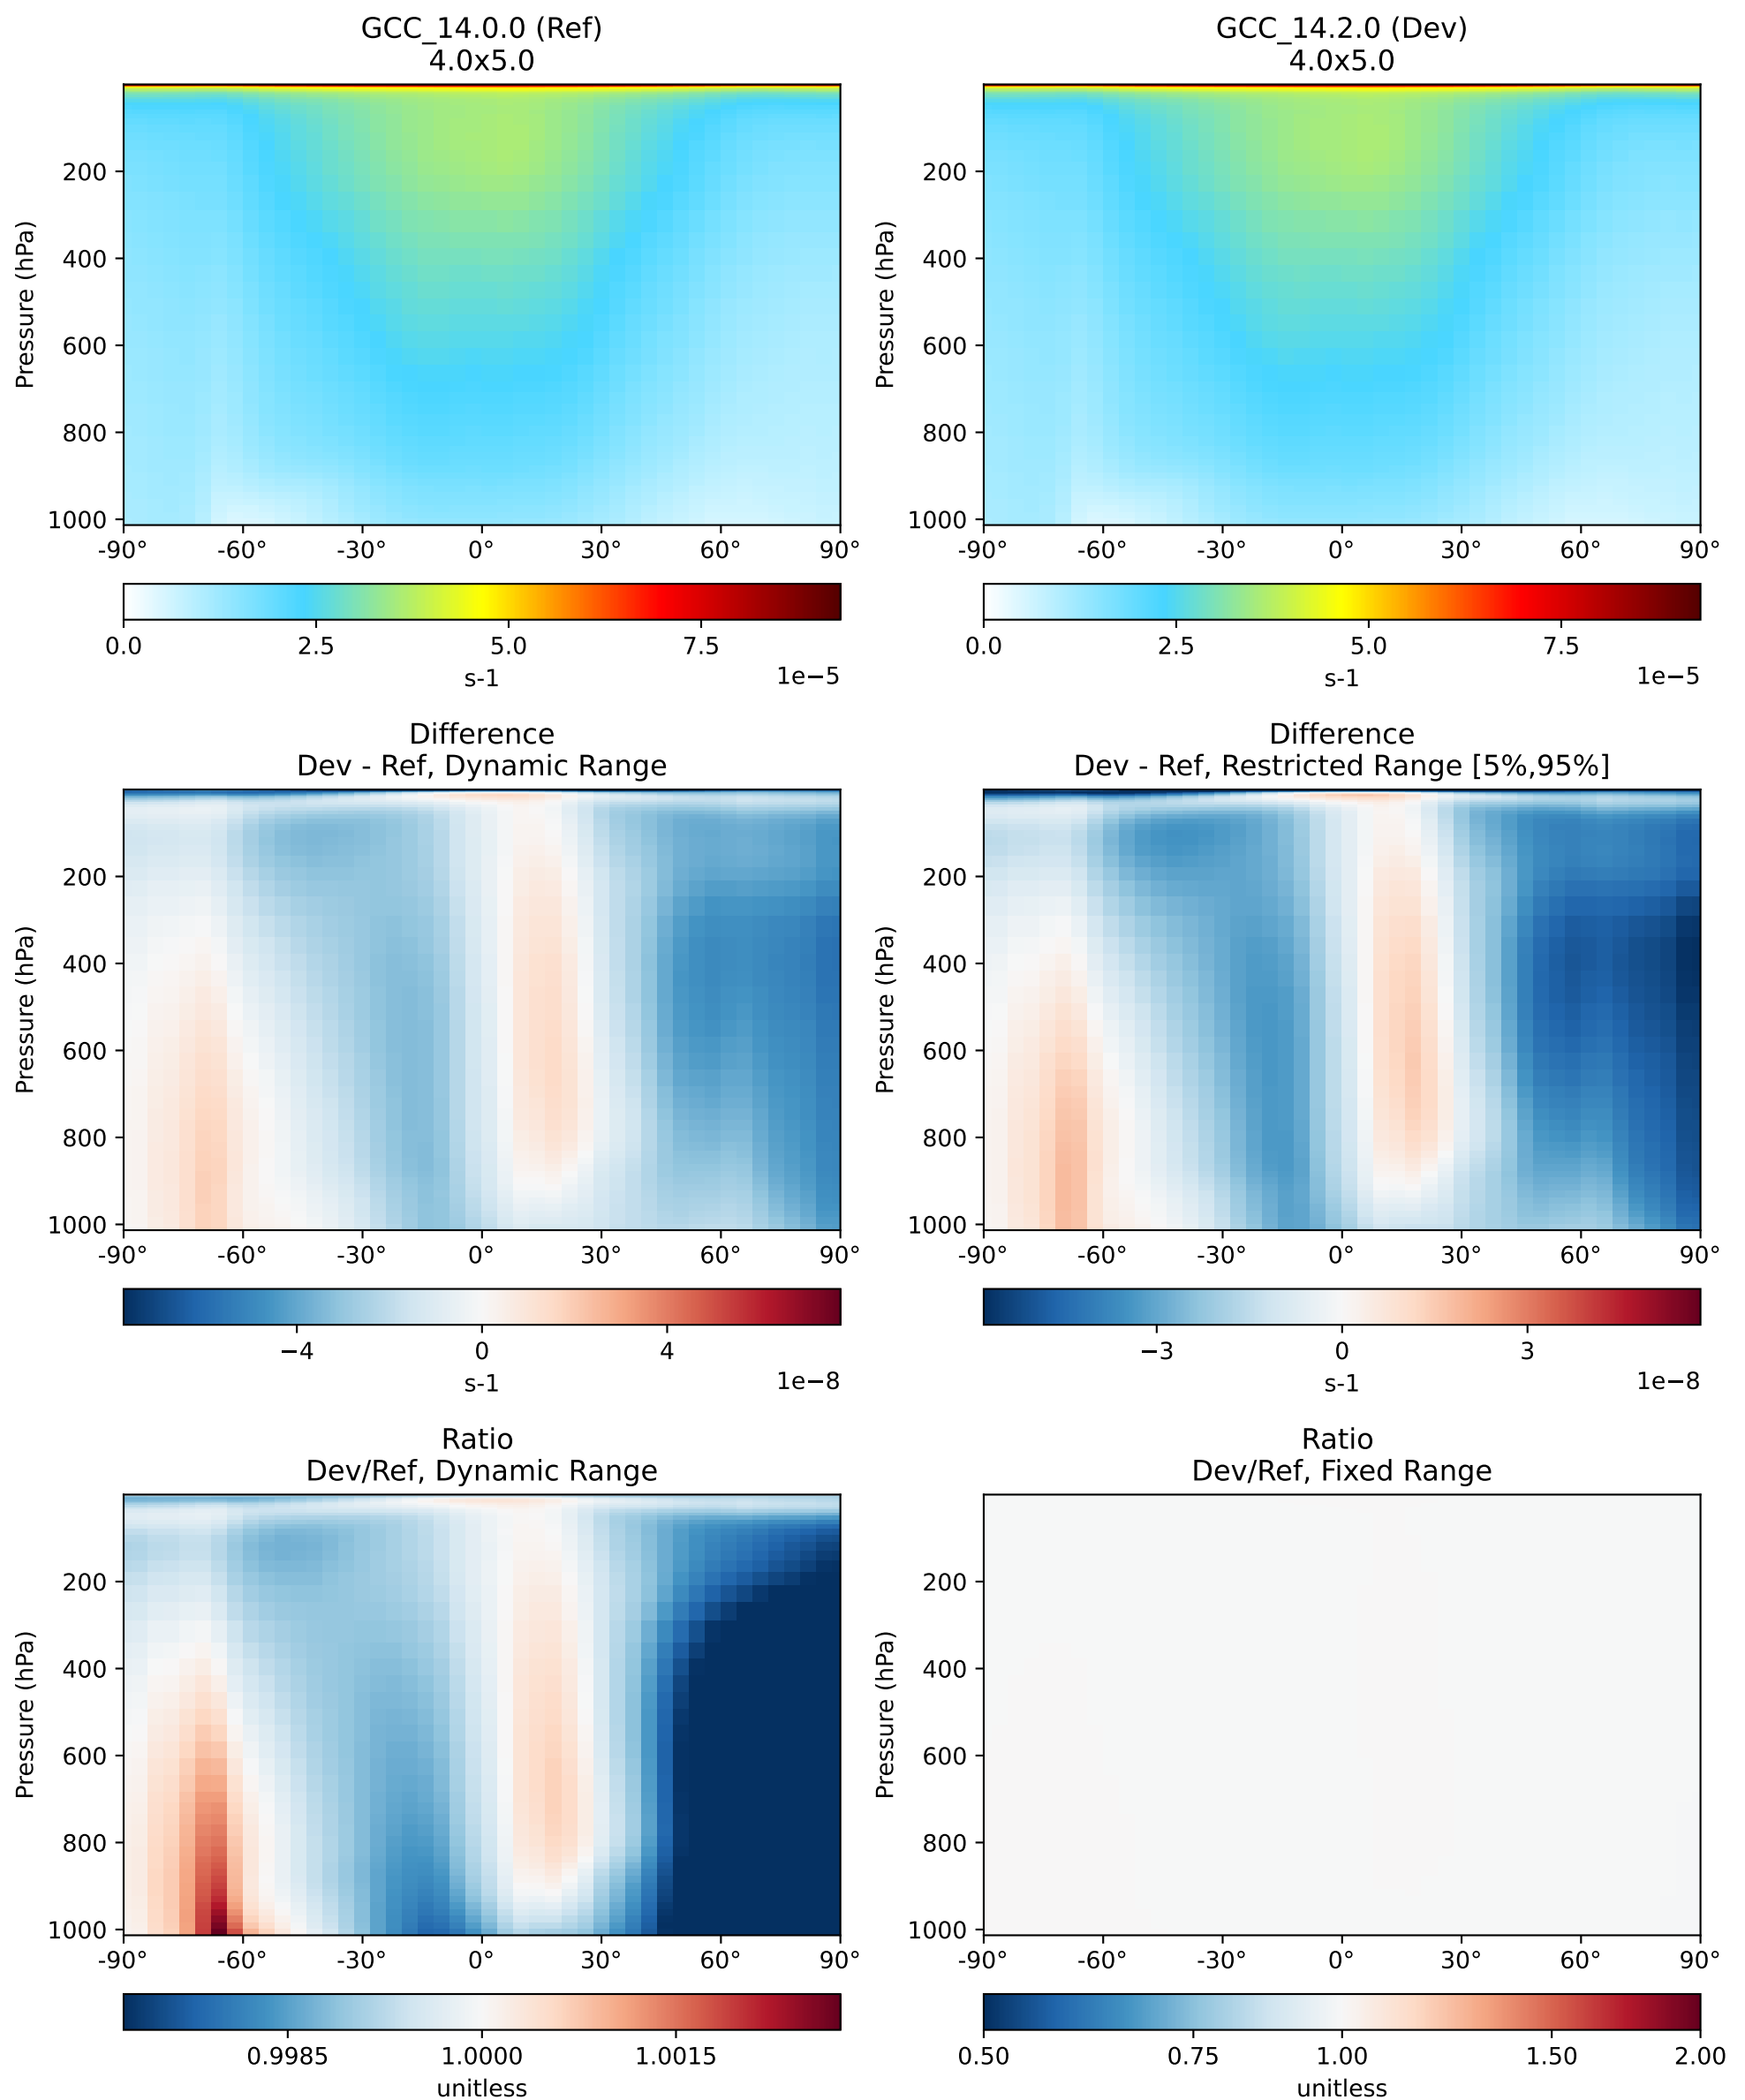 GCC_14.0.0 (Ref)
4.0x5.0
Pressure (hPa)
200
400
600
800
1000
-90° -60° -30° 0° 30° 60° 90°
0.0 2.5 5.0 7.5
s-1
1e−5
GCC_14.2.0 (Dev)
4.0x5.0
Pressure (hPa)
200
400
600
800
1000
-90° -60° -30° 0° 30° 60° 90°
0.0 2.5 5.0 7.5
s-1
1e−5
Difference
Dev - Ref, Dynamic Range
Pressure (hPa)
200
400
600
800
1000
-90° -60° -30° 0° 30° 60° 90°
−4 0 4
s-1
1e−8
Difference
Dev - Ref, Restricted Range [5%,95%]
Pressure (hPa)
200
400
600
800
1000
-90° -60° -30° 0° 30° 60° 90°
−3 0 3
s-1
1e−8
Ratio
Dev/Ref, Dynamic Range
Pressure (hPa)
200
400
600
800
1000
-90° -60° -30° 0° 30° 60° 90°
0.9985 1.0000 1.0015
unitless
Ratio
Dev/Ref, Fixed Range
Pressure (hPa)
200
400
600
800
1000
-90° -60° -30° 0° 30° 60° 90°
0.50 0.75 1.00 1.50 2.00
unitless